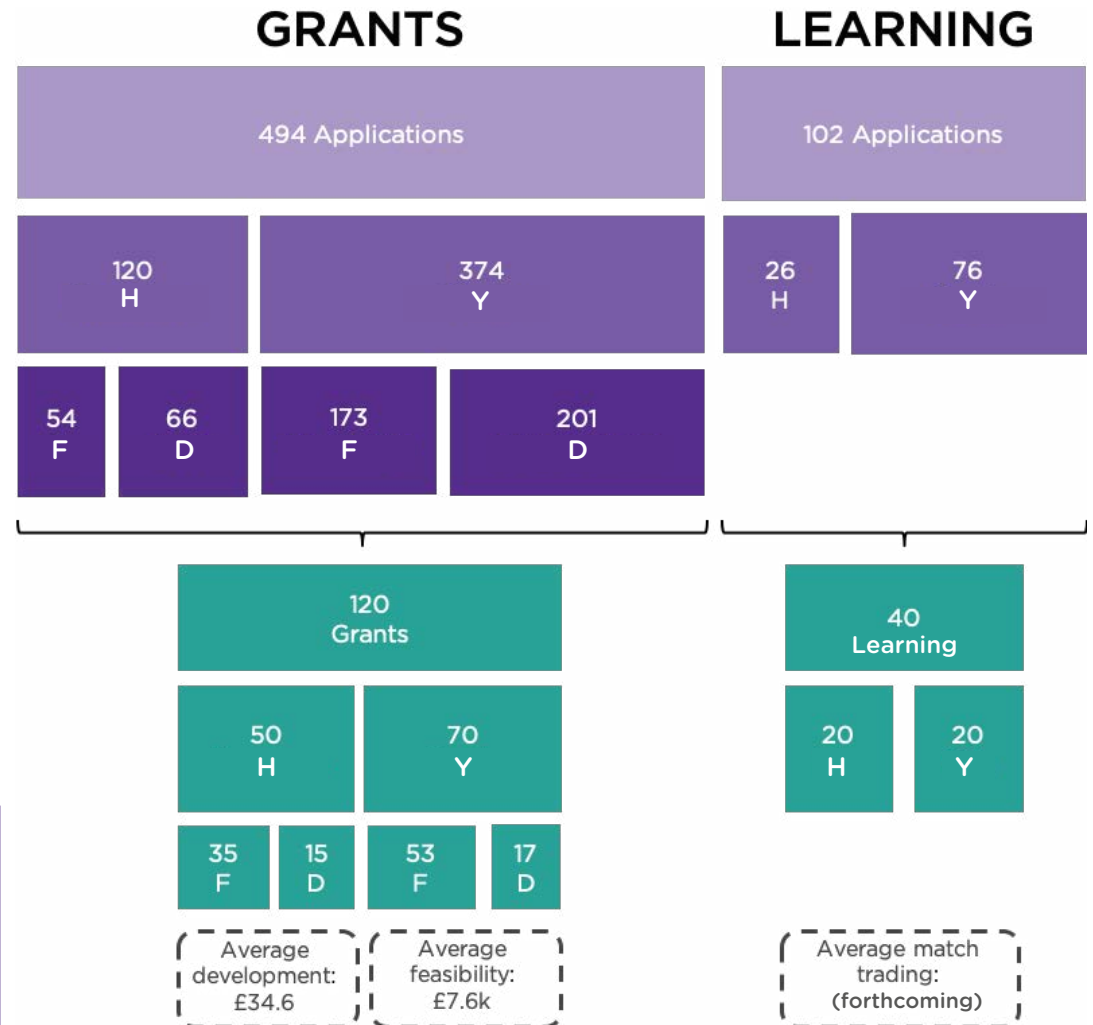 GRANTS
LEARNING
494 Applications
102 Applications
120
H
374
Y
26
H
76
Y
54
F
66
D
173
F
201
D
120
Grants
40
Learning
50
H
70
Y
20
H
20
Y
35
F
15
D
53
F
17
D
Average
development:
£34.6
Average
feasibility:
£7.6k
Average match
trading:
(forthcoming)